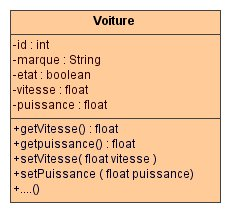 Voiture
-id : int
-marque : String
-etat : boolean
-vitesse : float
-puissance : float
+getVitesse() : float
+getpuissance() : float
+setVitesse( float vitesse )
+setPuissance ( float puissance)
+....()